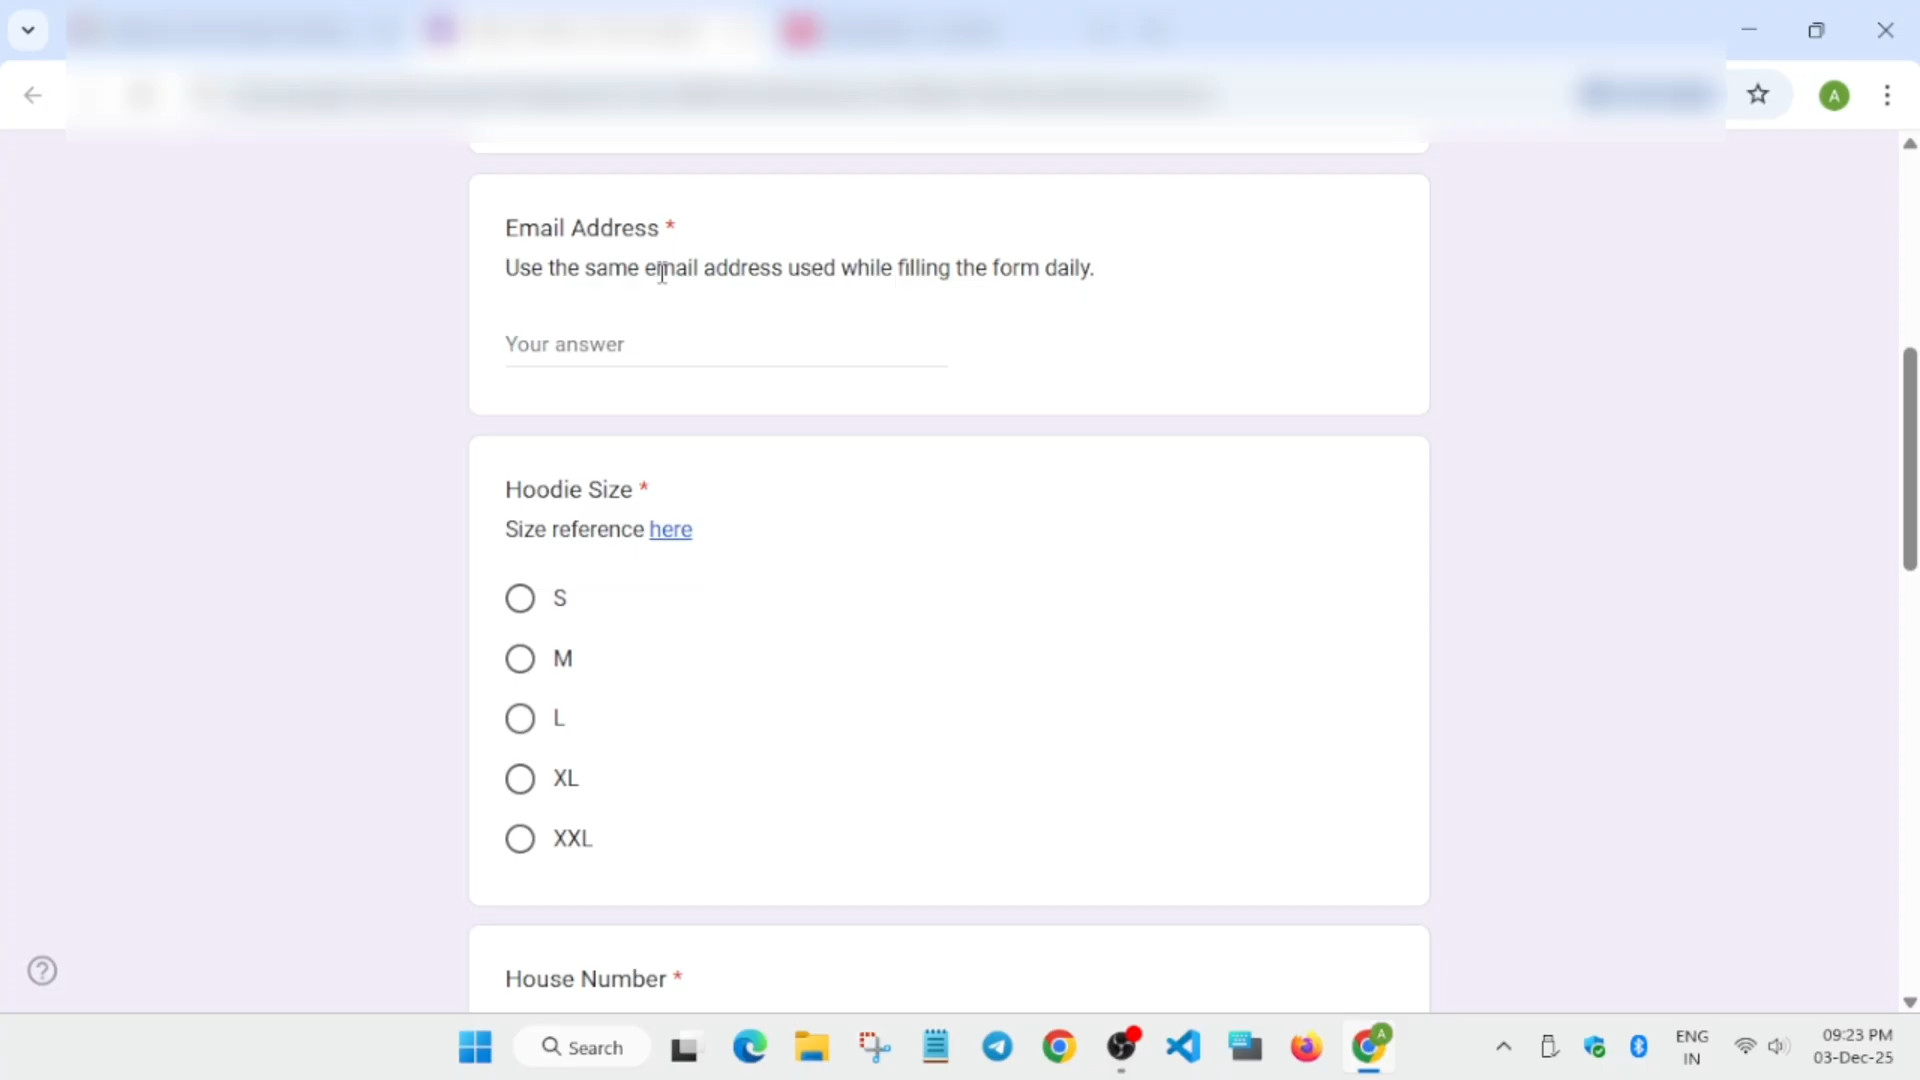 A
Email Address *
Use the same email address used while filling the form daily.
Your answer
Hoodie Size *
Size reference here
S
M
L
XL
XXL
House Number *
Search
A
ENG
IN
09:23 PM
03-Dec-25